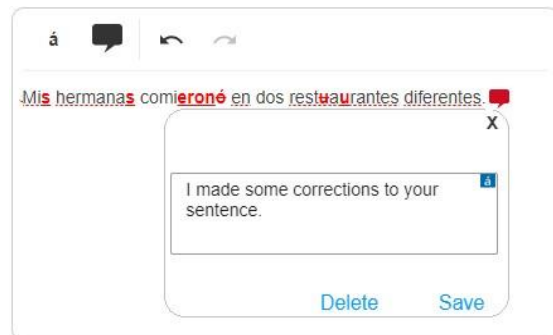 á
Mis hermanas comieroné en dos restuaurantes diferentes.
X
I made some corrections to your
sentence.
á
Delete Save